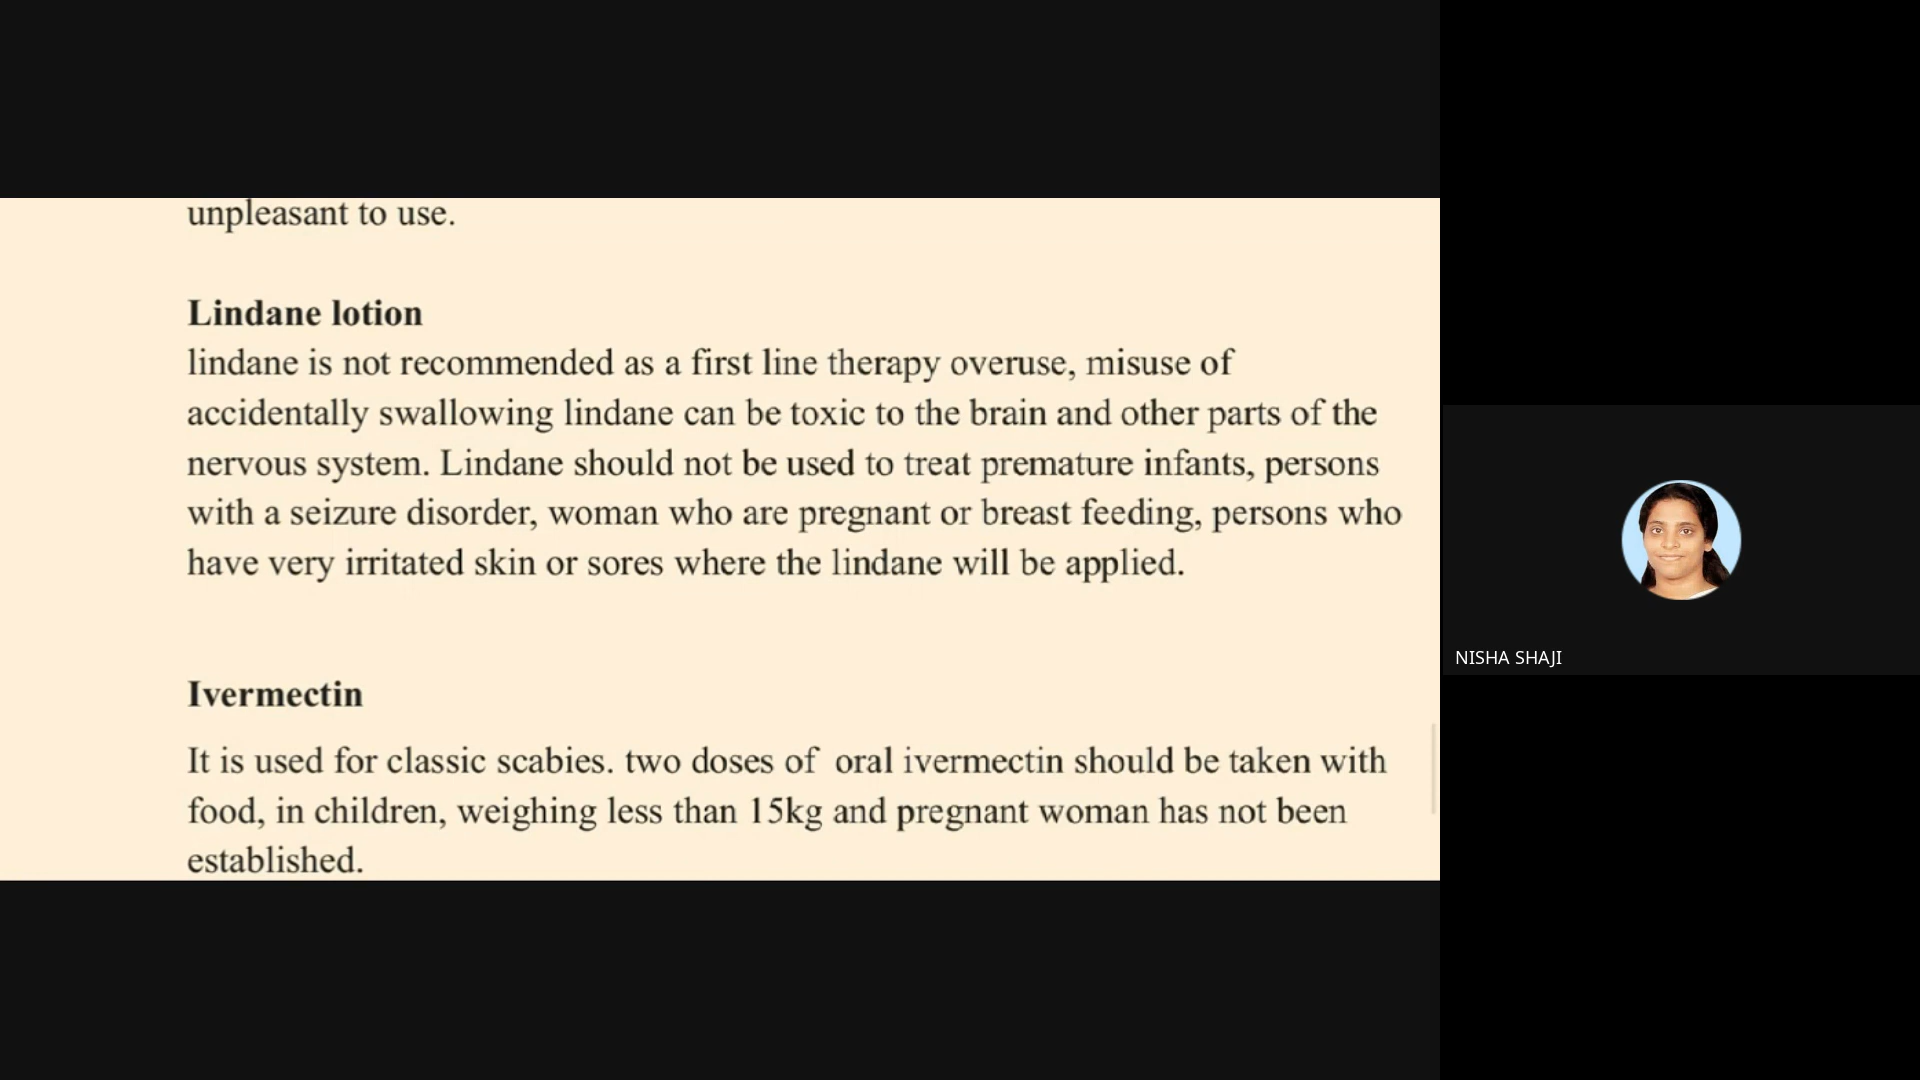 unpleasant to use.
Lindane lotion
lindane is not recommended as a first line therapy overuse, misuse of
accidentally swallowing lindane can be toxic to the brain and other parts of the
nervous system. Lindane should not be used to treat premature infants, persons
with a seizure disorder, woman who are pregnant or breast feeding, persons who
have very irritated skin or sores where the lindane will be applied.
Ivermectin
It is used for classic scabies. two doses of oral ivermectin should be taken with
food, in children, weighing less than 15kg and pregnant woman has not been
established.
NISHA SHAJI